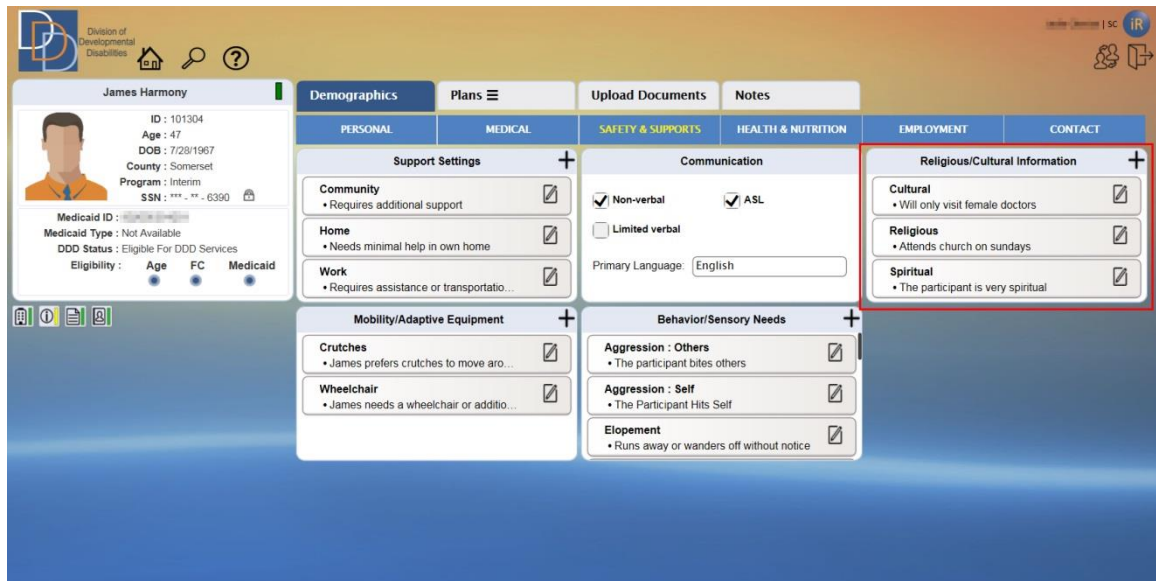 Division of
Developmental
Disabilities
| SC
iR
James Harmony
ID : 101304
Age : 47
DOB : 7/28/1967
County : Somerset
Program : Interim
SSN : *** - ** - 6390
Medicaid ID :
Medicaid Type : Not Available
DDD Status : Eligible For DDD Services
Eligibility : Age FC Medicaid
Demographics Plans Upload Documents Notes
PERSONAL MEDICAL SAFETY & SUPPORTS HEALTH & NUTRITION EMPLOYMENT CONTACT
Support Settings
Community
• Requires additional support
Home
• Needs minimal help in own home
Work
• Requires assistance or transportatio...
Communication
Non-verbal ASL
Limited verbal
Primary Language: English
Religious/Cultural Information
Cultural
• Will only visit female doctors
Religious
• Attends church on sundays
Spiritual
• The participant is very spiritual
Mobility/Adaptive Equipment
Crutches
• James prefers crutches to move aro...
Wheelchair
• James needs a wheelchair or additio...
Behavior/Sensory Needs
Aggression : Others
• The participant bites others
Aggression : Self
• The Participant Hits Self
Elopement
• Runs away or wanders off without notice